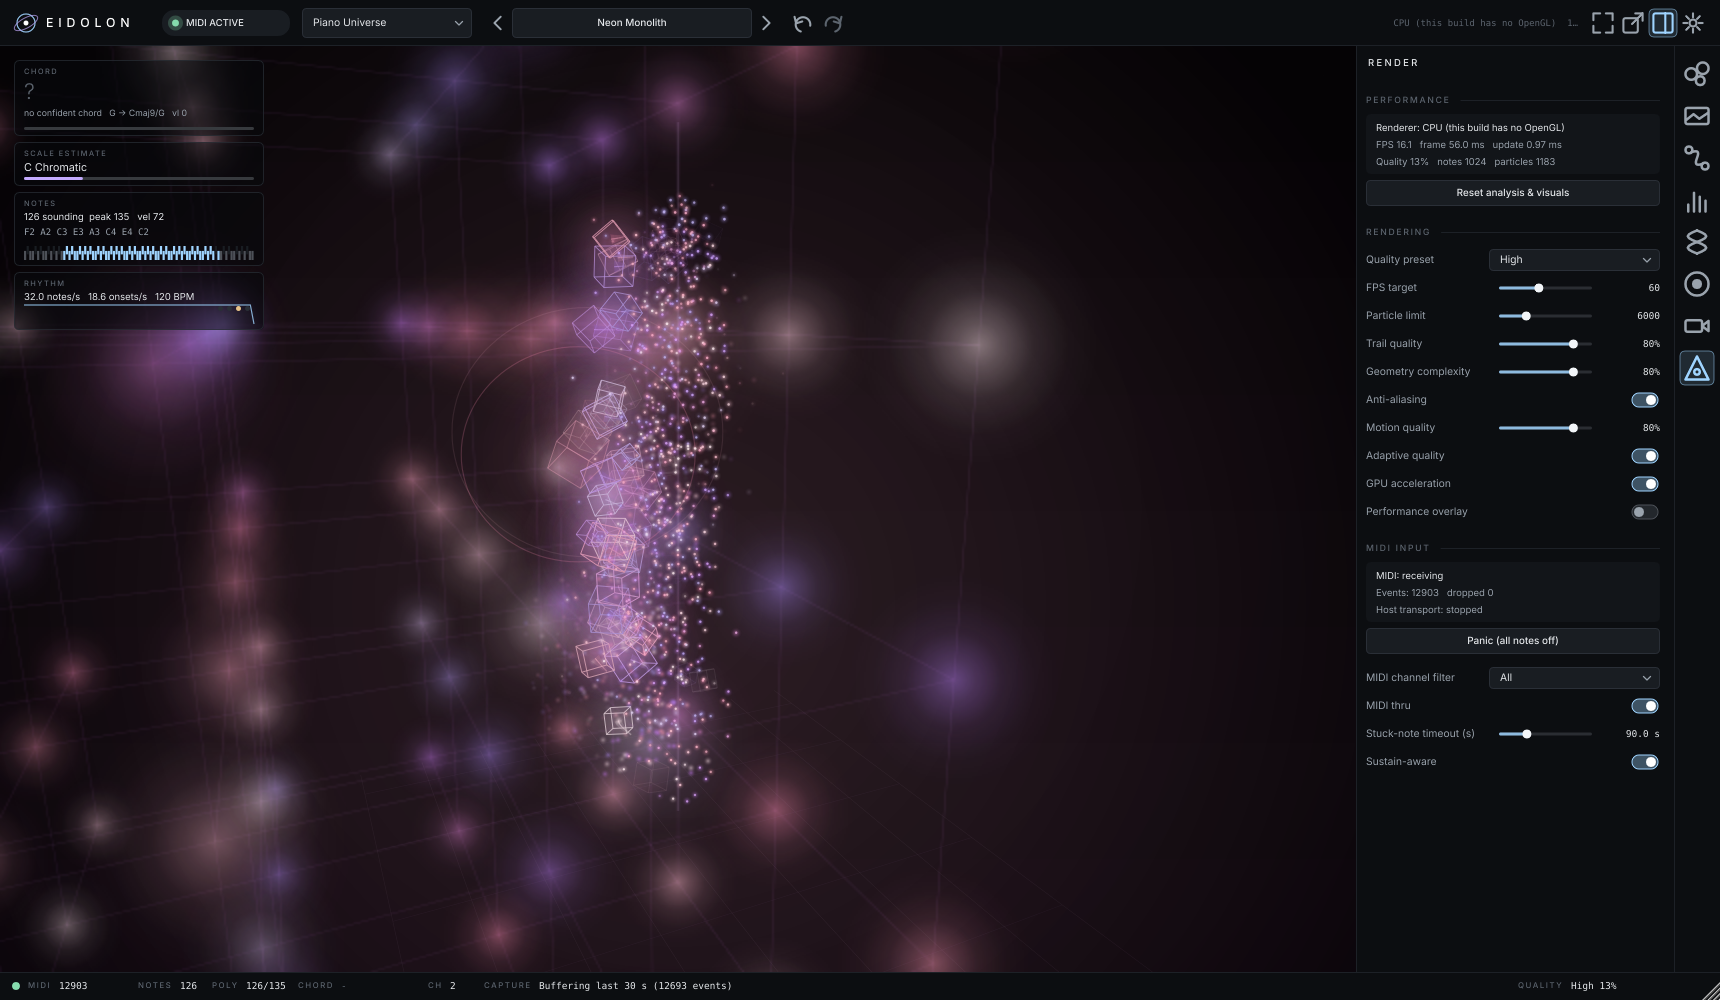 EIDOLON
MIDI ACTIVE
Piano Universe
Neon Monolith
CPU (this build has no OpenGL) 1…
CHORD
?
no confident chord G → Cmaj9/G vl 0
SCALE ESTIMATE
C Chromatic
NOTES
126 sounding peak 135 vel 72
F2 A2 C3 E3 A3 C4 E4 C2
RHYTHM
32.0 notes/s 18.6 onsets/s 120 BPM
RENDER
PERFORMANCE
Renderer: CPU (this build has no OpenGL)
FPS 16.1 frame 56.0 ms update 0.97 ms
Quality 13% notes 1024 particles 1183
Reset analysis & visuals
RENDERING
Quality preset High
FPS target 60
Particle limit 6000
Trail quality 80%
Geometry complexity 80%
Anti-aliasing
Motion quality 80%
Adaptive quality
GPU acceleration
Performance overlay
MIDI INPUT
MIDI: receiving
Events: 12903 dropped 0
Host transport: stopped
Panic (all notes off)
MIDI channel filter All
MIDI thru
Stuck-note timeout (s) 90.0 s
Sustain-aware
MIDI 12903 NOTES 126 POLY 126/135 CHORD - CH 2 CAPTURE Buffering last 30 s (12693 events) QUALITY High 13%